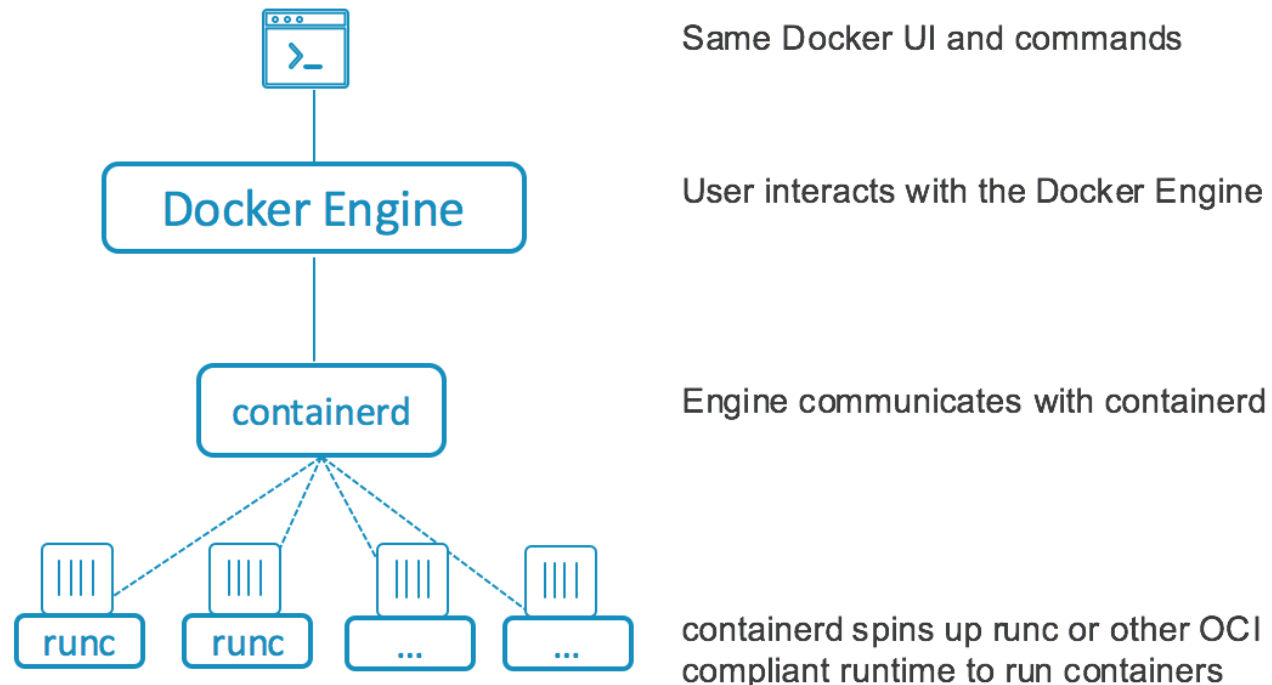 >_
Same Docker UI and commands
Docker Engine
User interacts with the Docker Engine
containerd
Engine communicates with containerd
runc
runc
...
...
containerd spins up runc or other OCI
compliant runtime to run containers